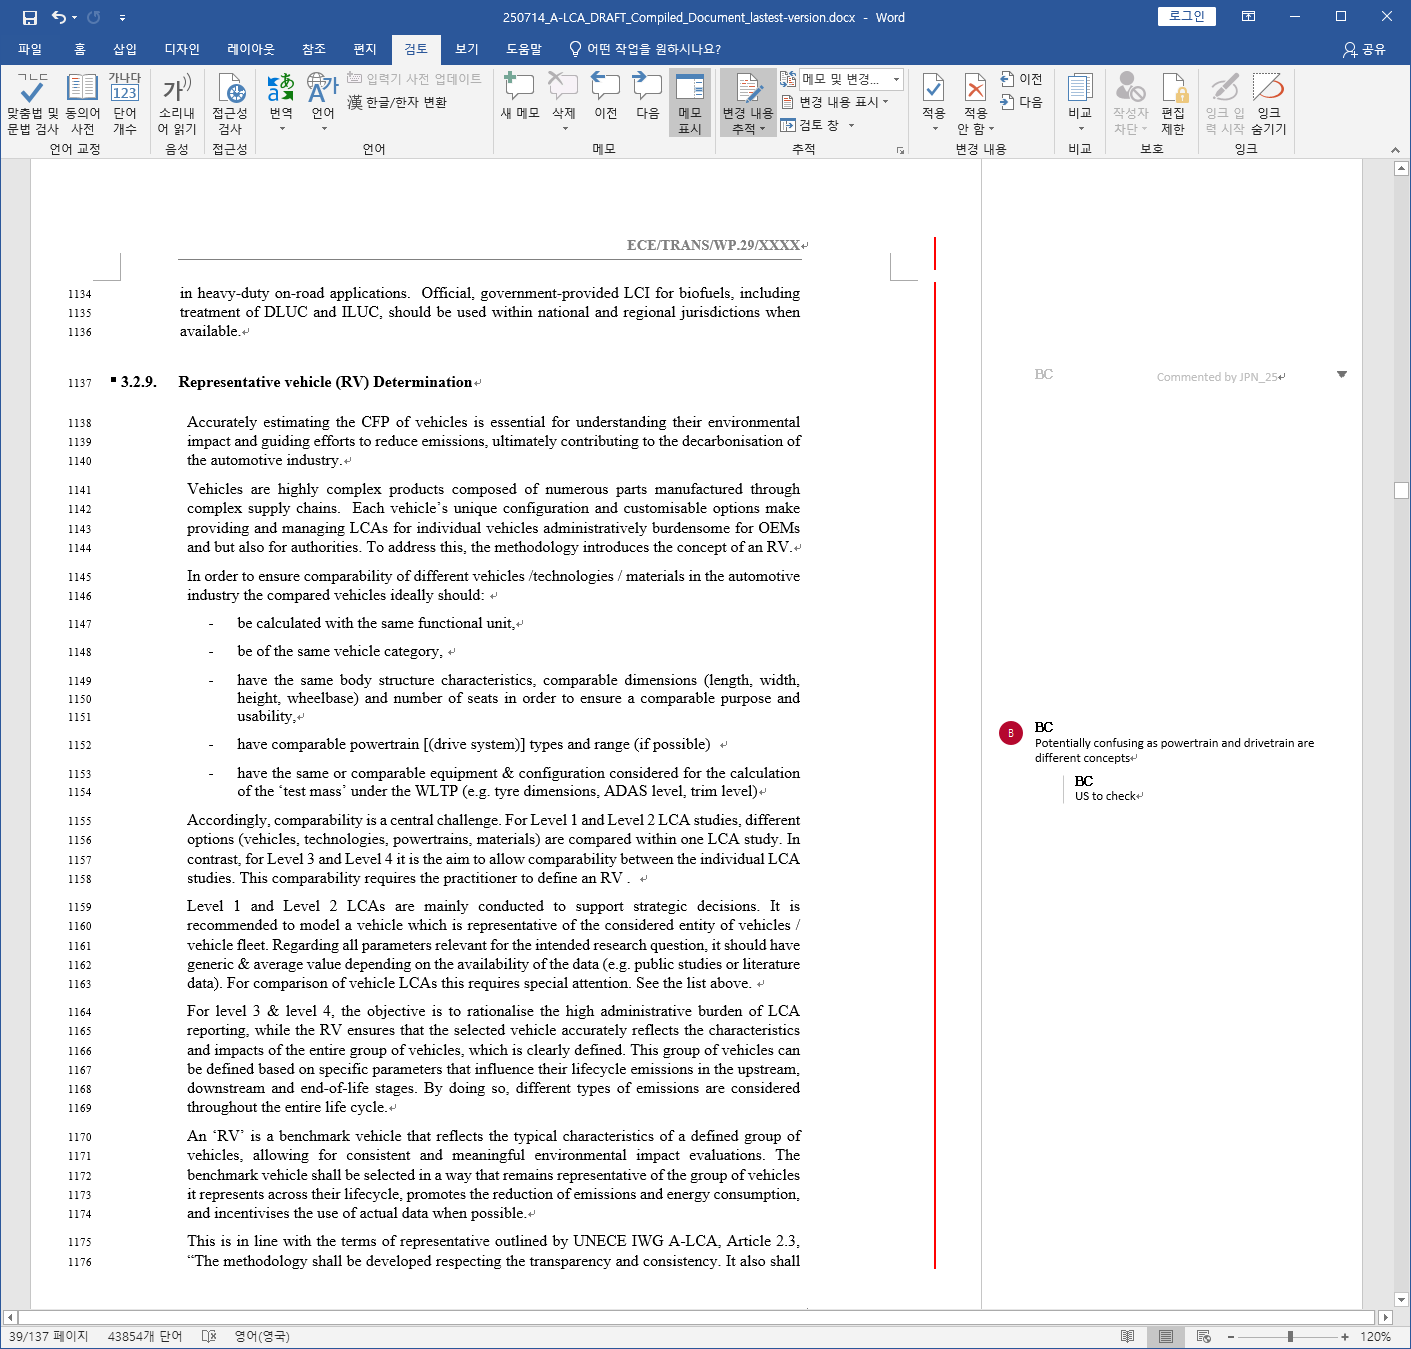 250714_A-LCA_DRAFT_Compiled_Document_lastest-version.docx - Word
로그인
파일 홈 삽입 디자인 레이아웃 참조 편지 검토 보기 도움말 어떤 작업을 원하시나요? 공유
맞춤법 및 문법 검사
동의어 사전
가나다 123 단어 개수
언어 교정
가))
소리내어 읽기
음성
접근성 검사
접근성
번역
언어
입력기 사전 업데이트
한글/한자 변환
언어
새 메모
삭제
이전
다음
메모 표시
메모
변경 내용 추적
메모 및 변경...
변경 내용 표시
검토 창
추적
적용
적용 안 함
이전
다음
변경 내용
비교
비교
작성자 차단
편집 제한
보호
잉크 입력 시작
잉크 숨기기
잉크
ECE/TRANS/WP.29/XXXX
1134 in heavy-duty on-road applications. Official, government-provided LCI for biofuels, including
1135 treatment of DLUC and ILUC, should be used within national and regional jurisdictions when
1136 available.
1137 3.2.9. Representative vehicle (RV) Determination
BC Commented by JPN_25
1138 Accurately estimating the CFP of vehicles is essential for understanding their environmental
1139 impact and guiding efforts to reduce emissions, ultimately contributing to the decarbonisation of
1140 the automotive industry.
1141 Vehicles are highly complex products composed of numerous parts manufactured through
1142 complex supply chains. Each vehicle's unique configuration and customisable options make
1143 providing and managing LCAs for individual vehicles administratively burdensome for OEMs
1144 and but also for authorities. To address this, the methodology introduces the concept of an RV.
1145 In order to ensure comparability of different vehicles /technologies / materials in the automotive
1146 industry the compared vehicles ideally should:
1147 - be calculated with the same functional unit,
1148 - be of the same vehicle category,
1149 - have the same body structure characteristics, comparable dimensions (length, width,
1150 height, wheelbase) and number of seats in order to ensure a comparable purpose and
1151 usability,
1152 - have comparable powertrain [(drive system)] types and range (if possible)
B BC
Potentially confusing as powertrain and drivetrain are
different concepts
BC
US to check
1153 - have the same or comparable equipment & configuration considered for the calculation
1154 of the ‘test mass’ under the WLTP (e.g. tyre dimensions, ADAS level, trim level)
1155 Accordingly, comparability is a central challenge. For Level 1 and Level 2 LCA studies, different
1156 options (vehicles, technologies, powertrains, materials) are compared within one LCA study. In
1157 contrast, for Level 3 and Level 4 it is the aim to allow comparability between the individual LCA
1158 studies. This comparability requires the practitioner to define an RV .
1159 Level 1 and Level 2 LCAs are mainly conducted to support strategic decisions. It is
1160 recommended to model a vehicle which is representative of the considered entity of vehicles /
1161 vehicle fleet. Regarding all parameters relevant for the intended research question, it should have
1162 generic & average value depending on the availability of the data (e.g. public studies or literature
1163 data). For comparison of vehicle LCAs this requires special attention. See the list above.
1164 For level 3 & level 4, the objective is to rationalise the high administrative burden of LCA
1165 reporting, while the RV ensures that the selected vehicle accurately reflects the characteristics
1166 and impacts of the entire group of vehicles, which is clearly defined. This group of vehicles can
1167 be defined based on specific parameters that influence their lifecycle emissions in the upstream,
1168 downstream and end-of-life stages. By doing so, different types of emissions are considered
1169 throughout the entire life cycle.
1170 An ‘RV’ is a benchmark vehicle that reflects the typical characteristics of a defined group of
1171 vehicles, allowing for consistent and meaningful environmental impact evaluations. The
1172 benchmark vehicle shall be selected in a way that remains representative of the group of vehicles
1173 it represents across their lifecycle, promotes the reduction of emissions and energy consumption,
1174 and incentivises the use of actual data when possible.
1175 This is in line with the terms of representative outlined by UNECE IWG A-LCA, Article 2.3,
1176 “The methodology shall be developed respecting the transparency and consistency. It also shall
39/137 페이지 43854개 단어 영어(영국) 120%